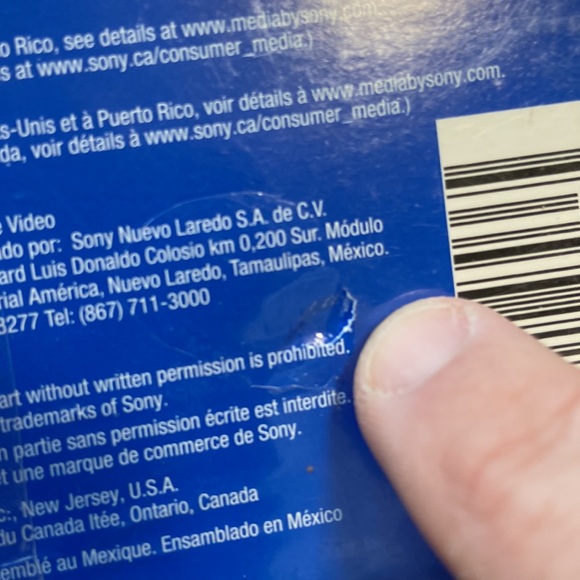 o Rico, see details at www.mediabysony.com.
s at www.sony.ca/consumer_media.)
s-Unis et à Puerto Rico, voir détails à www.mediabysony.com.
da, voir détails à www.sony.ca/consumer_media.)
e Video
do por: Sony Nuevo Laredo S.A. de C.V.
ard Luis Donaldo Colosio km 0,200 Sur. Módulo
rial América, Nuevo Laredo, Tamaulipas, México.
8277 Tel: (867) 711-3000
art without written permission is prohibited.
trademarks of Sony.
n partie sans permission écrite est interdite.
t une marque de commerce de Sony.
c., New Jersey, U.S.A.
du Canada ltée, Ontario, Canada
emblé au Mexique. Ensamblado en México